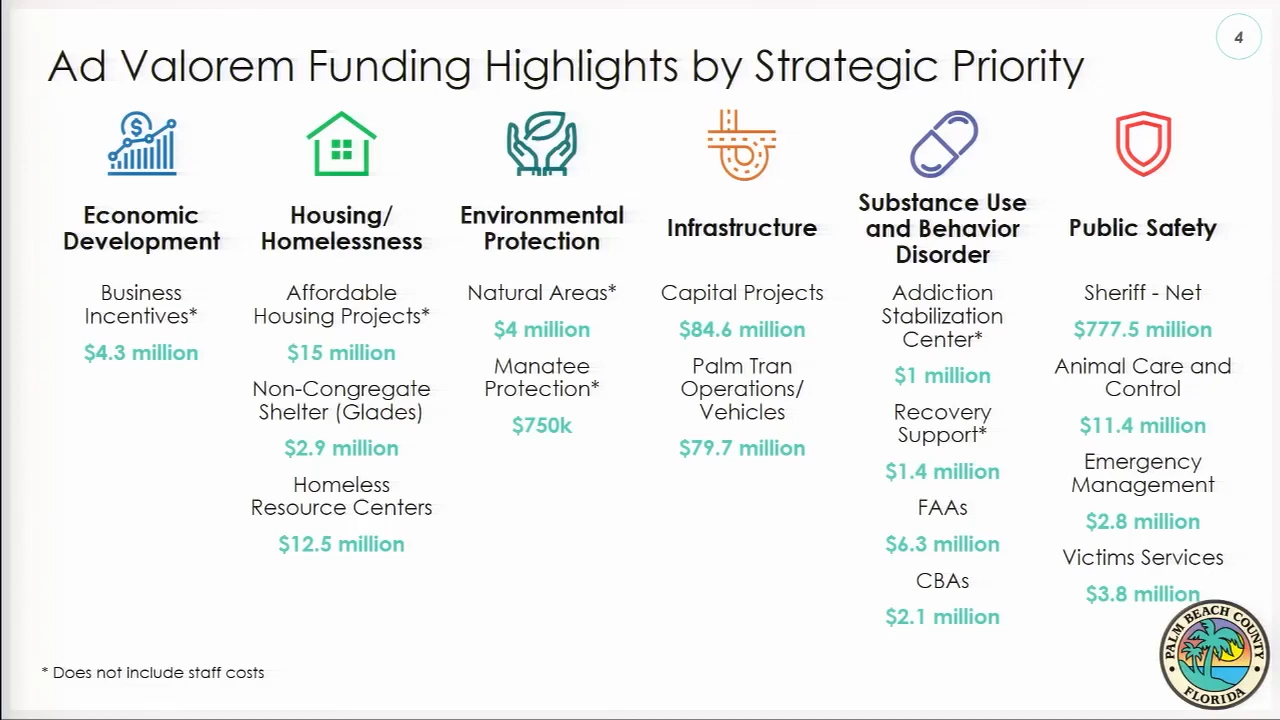 4
Ad Valorem Funding Highlights by Strategic Priority
$
Economic
Development
Business
Incentives*
$4.3 million
Housing/
Homelessness
Affordable
Housing Projects*
$15 million
Non-Congregate
Shelter (Glades)
$2.9 million
Homeless
Resource Centers
$12.5 million
Environmental
Protection
Natural Areas*
$4 million
Manatee
Protection*
$750k
Infrastructure
Capital Projects
$84.6 million
Palm Tran
Operations/
Vehicles
$79.7 million
Substance Use
and Behavior
Disorder
Addiction
Stabilization
Center*
$1 million
Recovery
Support*
$1.4 million
FAAs
$6.3 million
CBAs
$2.1 million
Public Safety
Sheriff - Net
$777.5 million
Animal Care and
Control
$11.4 million
Emergency
Management
$2.8 million
Victims Services
$3.8 million
* Does not include staff costs
PALM BEACH COUNTY
FLORIDA